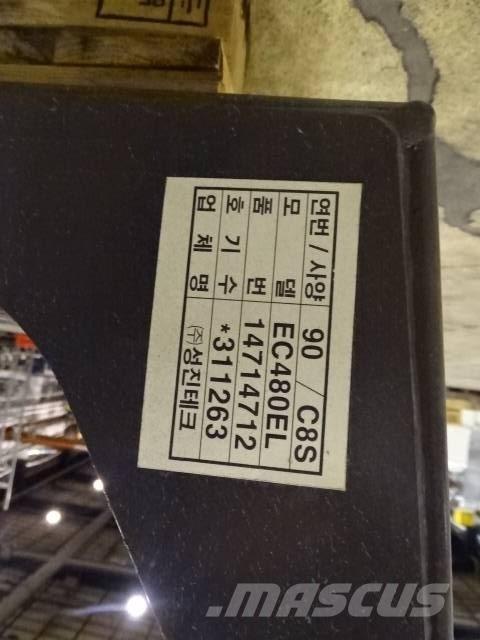 연번/사양 90 / C8S
모 델 EC480EL
품 번 14714712
호 기 수 *311263
업 체 명 ㈜성진테크
MASCUS